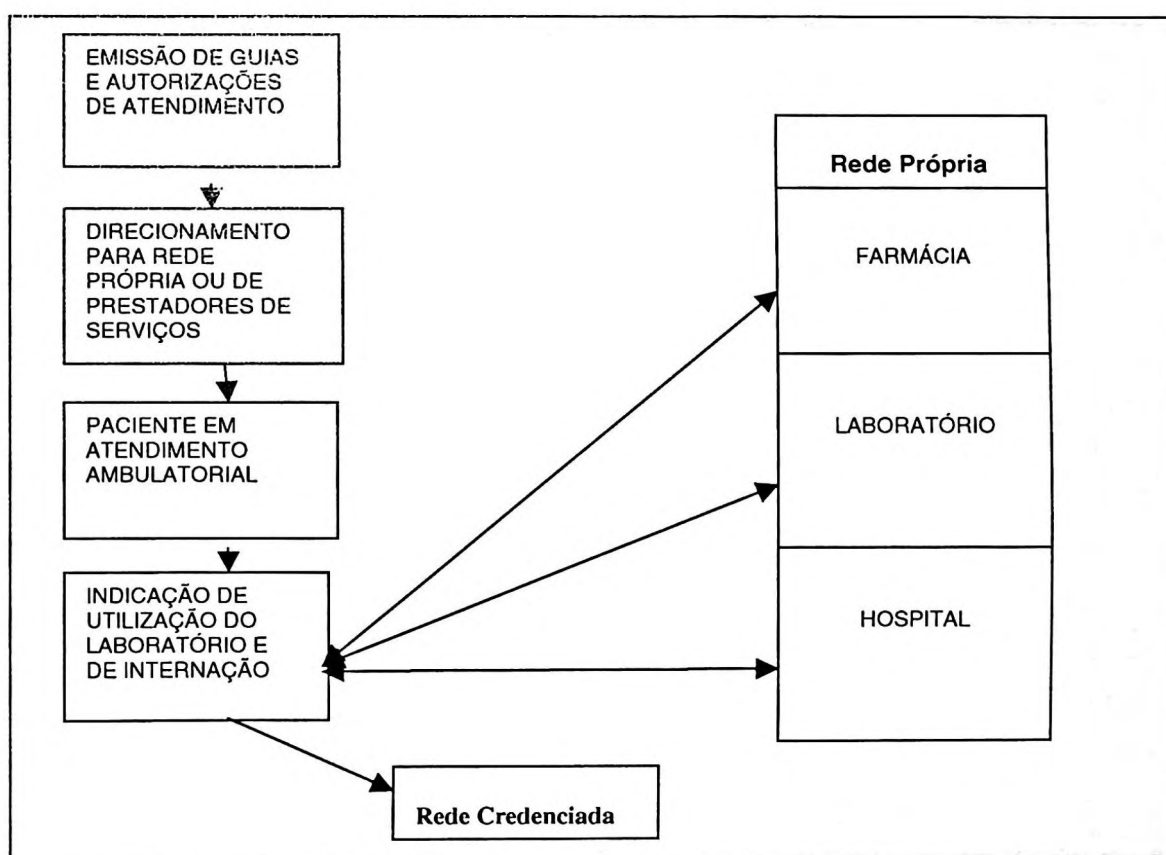 EMISSÃO DE GUIAS
E AUTORIZAÇÕES
DE ATENDIMENTO
DIRECIONAMENTO
PARA REDE
PRÓPRIA OU DE
PRESTADORES DE
SERVIÇOS
PACIENTE EM
ATENDIMENTO
AMBULATORIAL
INDICAÇÃO DE
UTILIZAÇÃO DO
LABORATÓRIO E
DE INTERNAÇÃO
Rede Própria
FARMÁCIA
LABORATÓRIO
HOSPITAL
Rede Credenciada